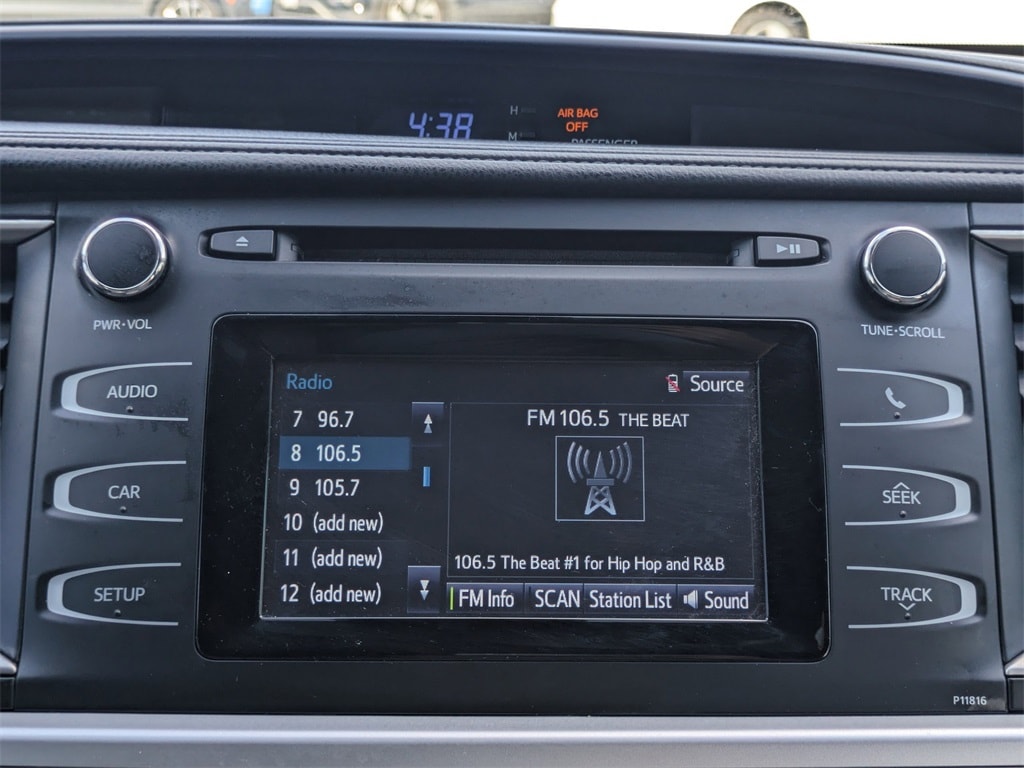 4:38
H
M
AIR BAG
OFF
PASSENGER
PWR•VOL
TUNE•SCROLL
AUDIO
CAR
SETUP
Radio
Source
7 96.7
8 106.5
9 105.7
10 (add new)
11 (add new)
12 (add new)
FM 106.5 THE BEAT
106.5 The Beat #1 for Hip Hop and R&B
FM Info SCAN Station List Sound
SEEK
TRACK
P11816